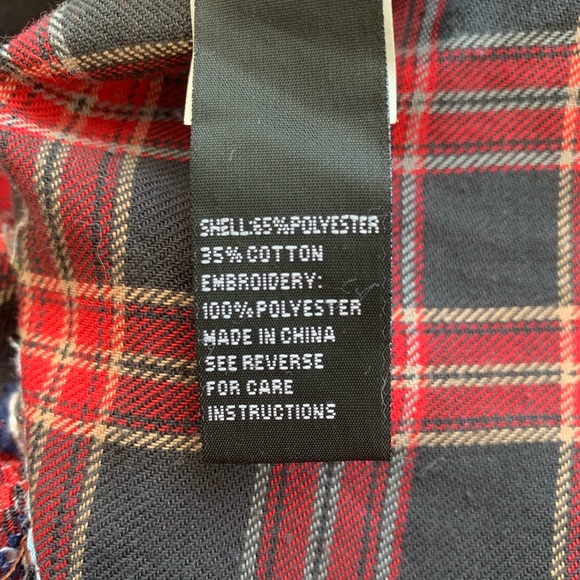 SHELL:65%POLYESTER
35% COTTON
EMBROIDERY:
100%POLYESTER
MADE IN CHINA
SEE REVERSE
FOR CARE
INSTRUCTIONS